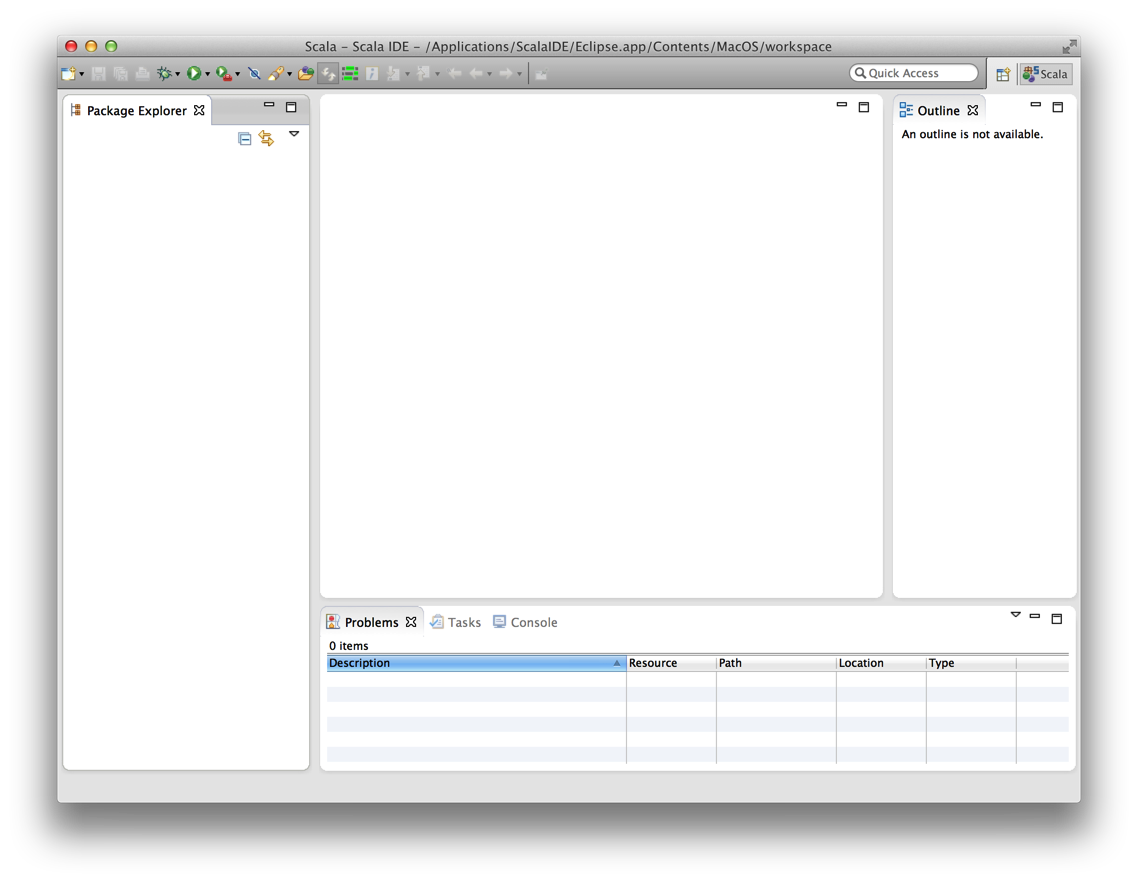 Scala – Scala IDE – /Applications/ScalaIDE/Eclipse.app/Contents/MacOS/workspace
Quick Access
Scala
Package Explorer
Outline
An outline is not available.
Problems Tasks Console
0 items
Description Resource Path Location Type